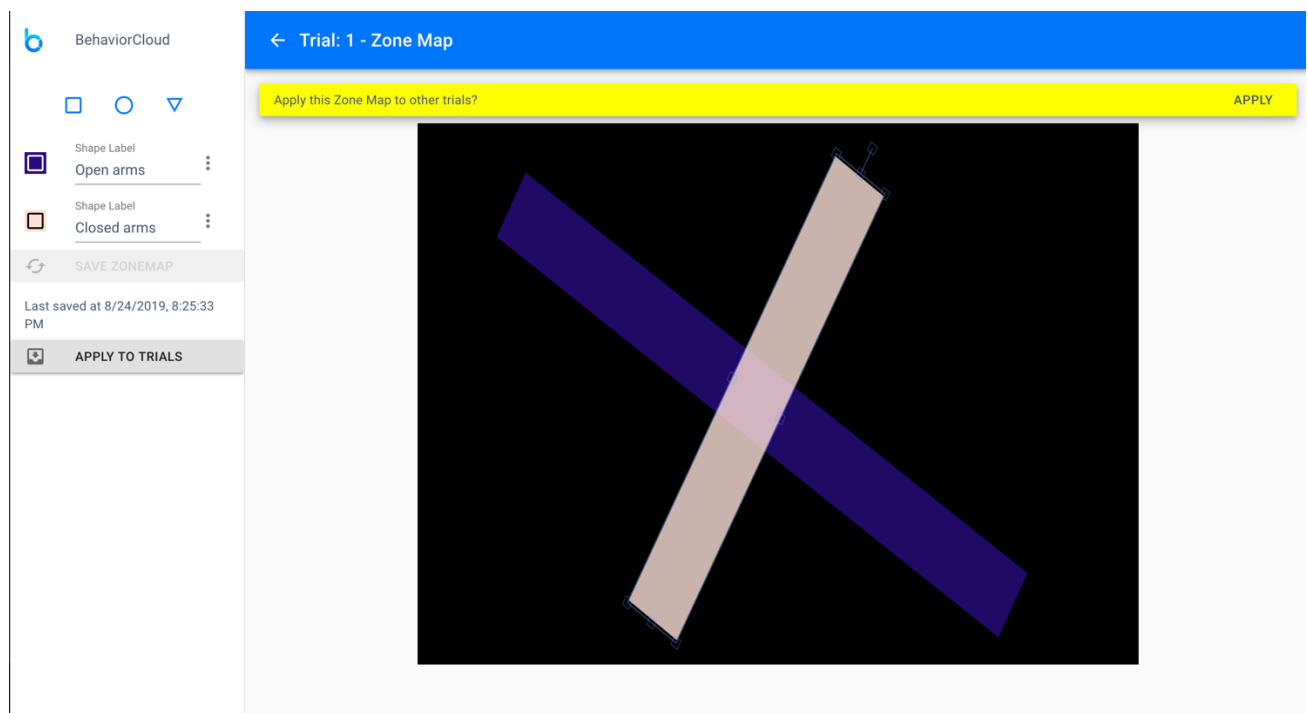 BehaviorCloud
← Trial: 1 - Zone Map
Apply this Zone Map to other trials?
APPLY
Shape Label
Open arms
Shape Label
Closed arms
SAVE ZONEMAP
Last saved at 8/24/2019, 8:25:33
PM
APPLY TO TRIALS